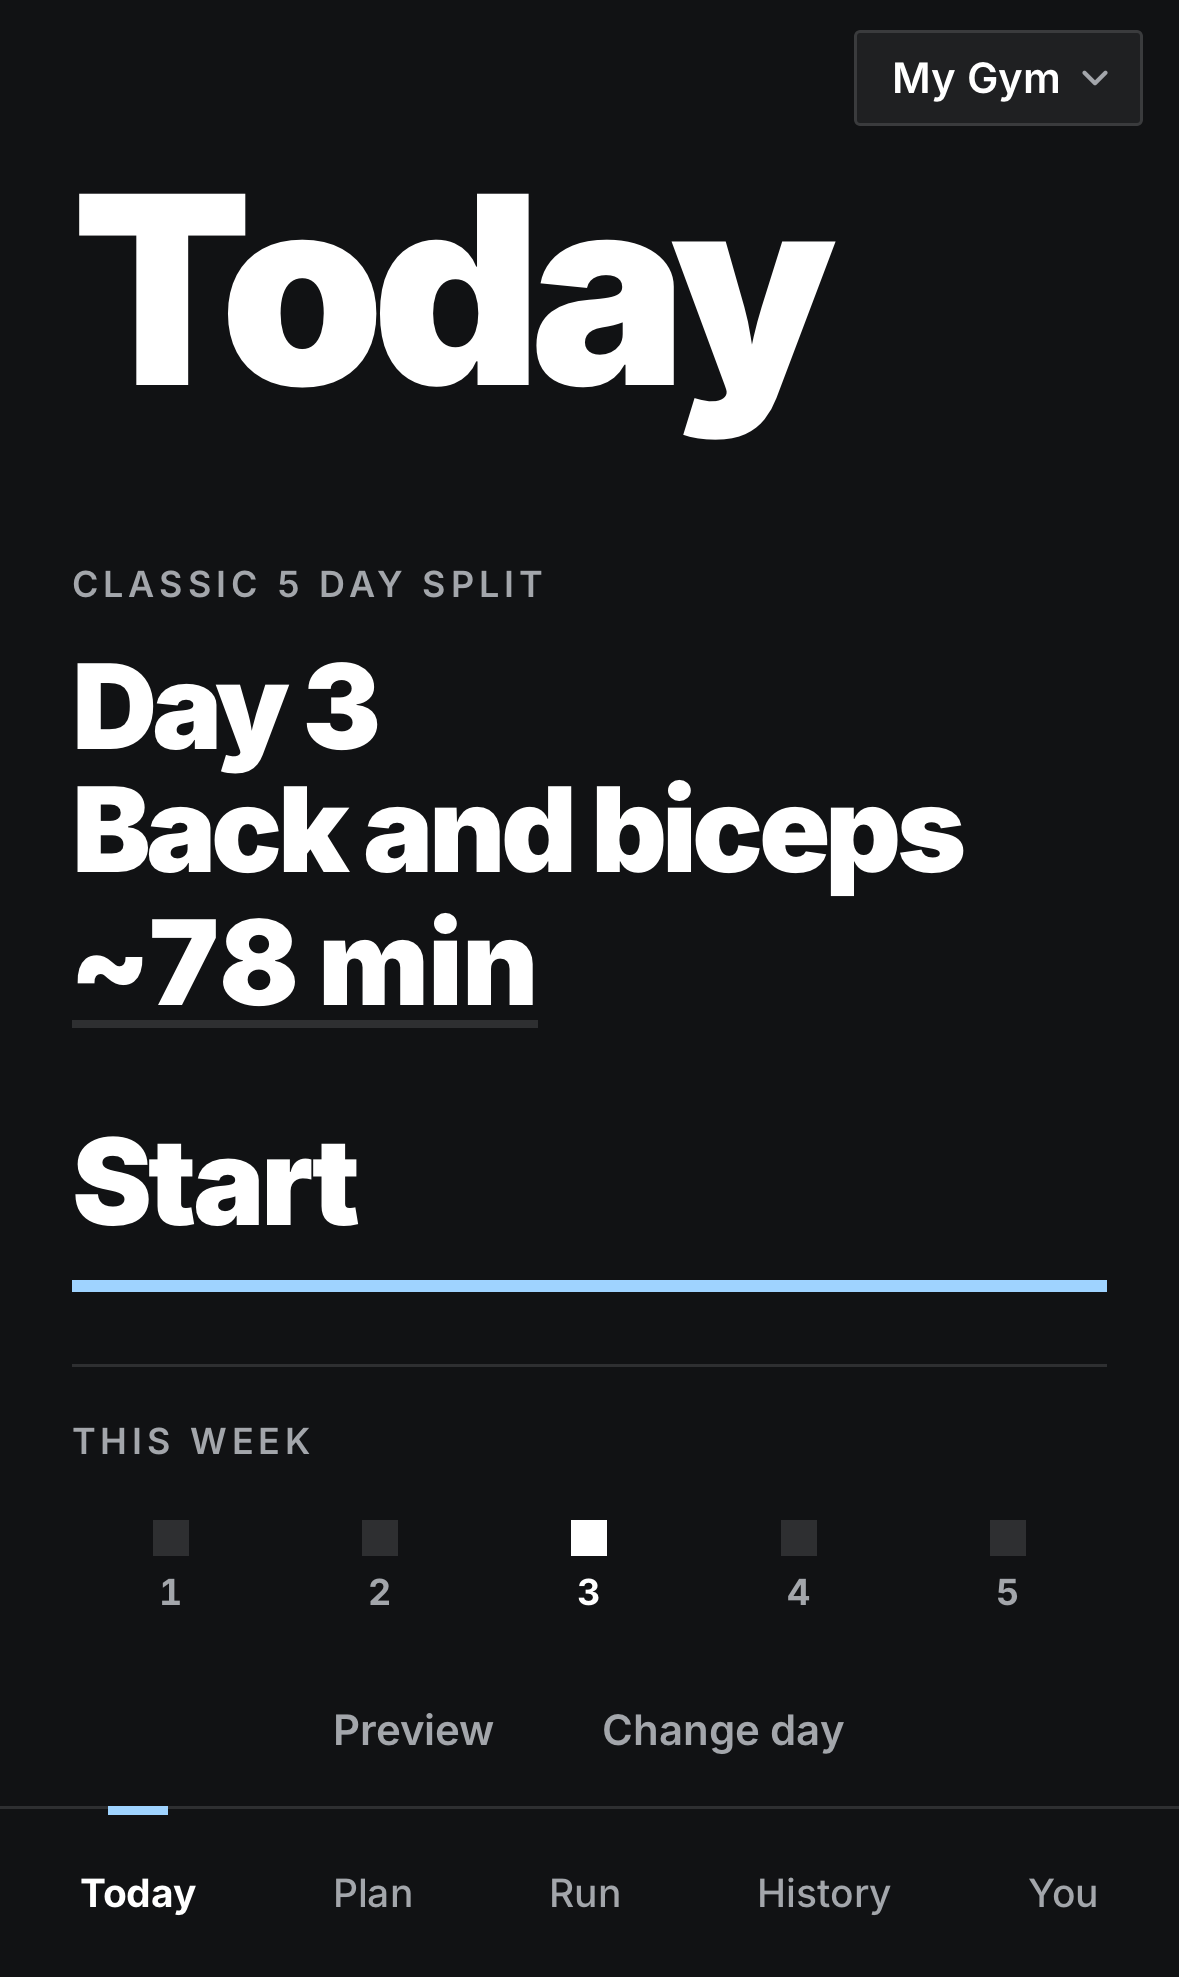 My Gym
Today
CLASSIC 5 DAY SPLIT
Day 3
Back and biceps
~78 min
Start
THIS WEEK
1 2 3 4 5
Preview Change day
Today Plan Run History You